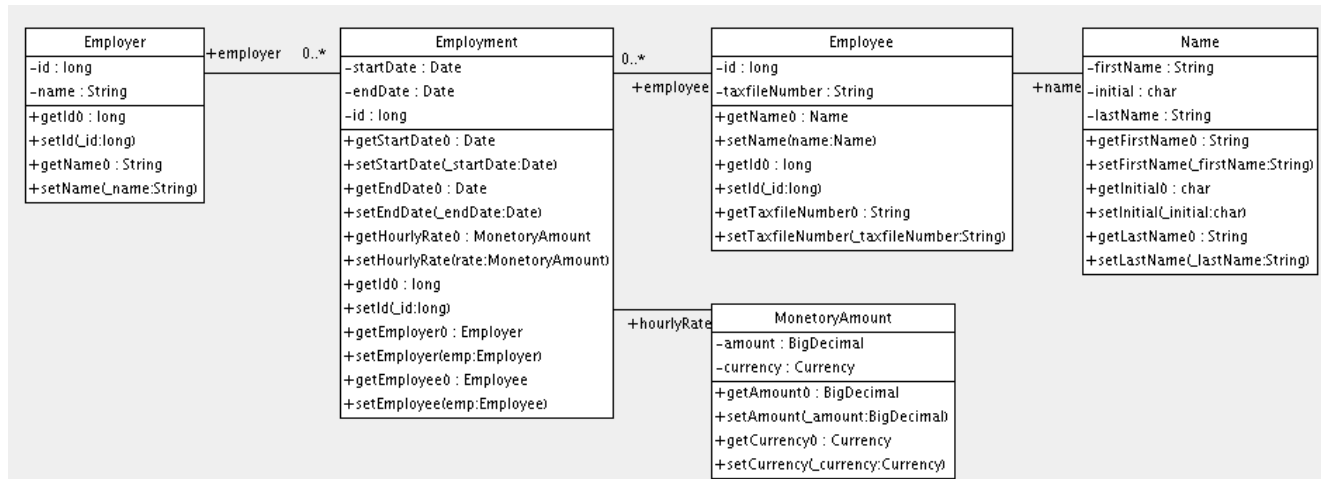 Employer
-id : long
-name : String
+getId() : long
+setId(_id:long)
+getName() : String
+setName(_name:String)
+employer
0..*
Employment
-startDate : Date
-endDate : Date
-id : long
+getStartDate() : Date
+setStartDate(_startDate:Date)
+getEndDate() : Date
+setEndDate(_endDate:Date)
+getHourlyRate() : MonetoryAmount
+setHourlyRate(rate:MonetoryAmount)
+getId() : long
+setId(_id:long)
+getEmployer() : Employer
+setEmployer(emp:Employer)
+getEmployee() : Employee
+setEmployee(emp:Employee)
0..*
+employee
Employee
-id : long
-taxfileNumber : String
+getName() : Name
+setName(name:Name)
+getId() : long
+setId(_id:long)
+getTaxfileNumber() : String
+setTaxfileNumber(_taxfileNumber:String)
+name
Name
-firstName : String
-initial : char
-lastName : String
+getFirstName() : String
+setFirstName(_firstName:String)
+getInitial() : char
+setInitial(_initial:char)
+getLastName() : String
+setLastName(_lastName:String)
+hourlyRate
MonetoryAmount
-amount : BigDecimal
-currency : Currency
+getAmount() : BigDecimal
+setAmount(_amount:BigDecimal)
+getCurrency() : Currency
+setCurrency(_currency:Currency)